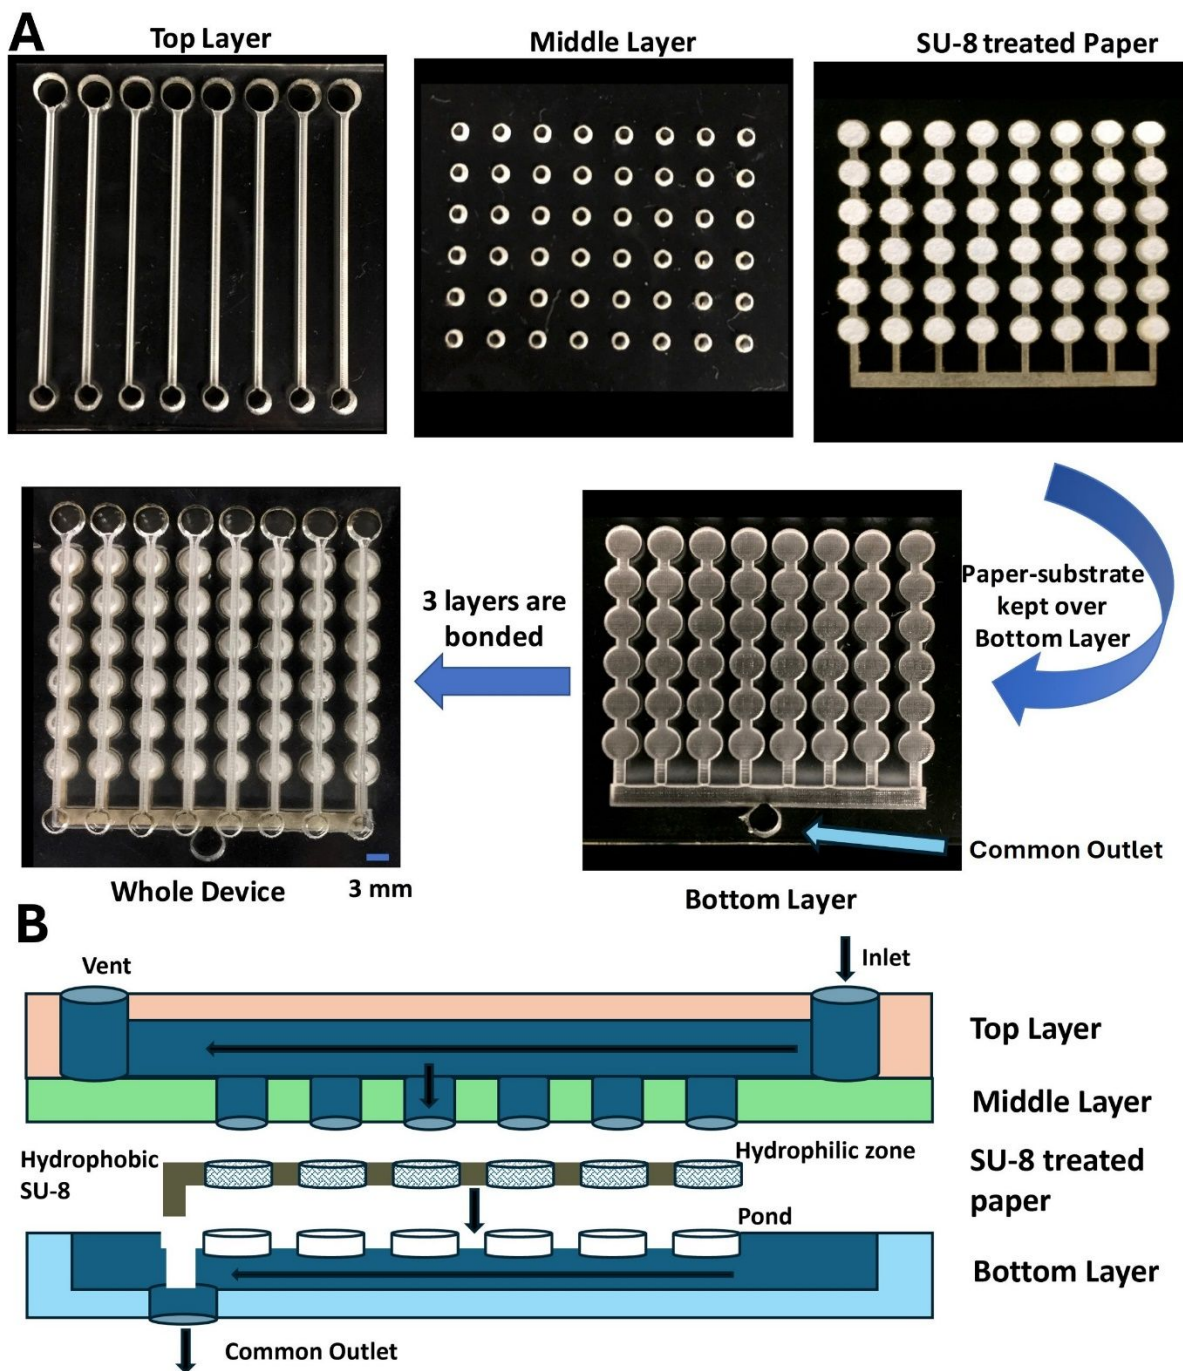 A
Top Layer
Middle Layer
SU-8 treated Paper
Paper-substrate
kept over
Bottom Layer
3 layers are
bonded
Common Outlet
Whole Device
3 mm
Bottom Layer
B
Vent
Inlet
Top Layer
Middle Layer
Hydrophobic
SU-8
Hydrophilic zone
SU-8 treated
paper
Pond
Bottom Layer
Common Outlet